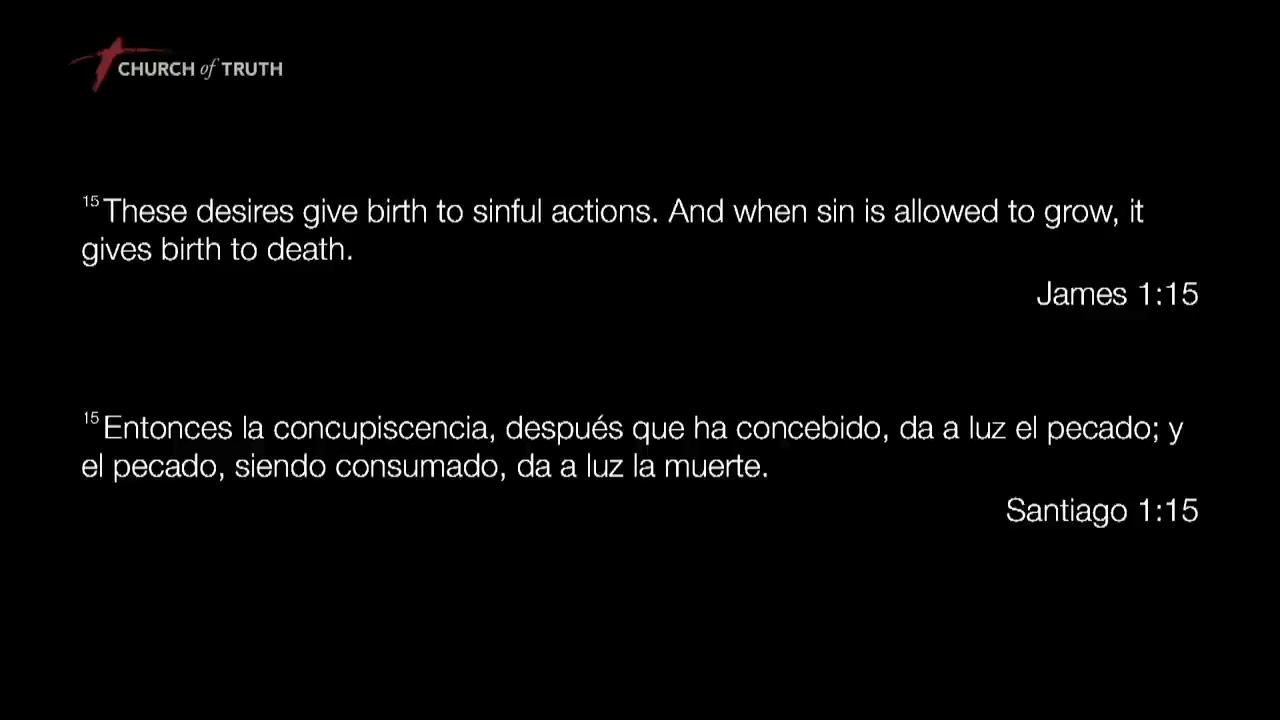 CHURCH of TRUTH
15 These desires give birth to sinful actions. And when sin is allowed to grow, it
gives birth to death.
James 1:15
15 Entonces la concupiscencia, después que ha concebido, da a luz el pecado; y
el pecado, siendo consumado, da a luz la muerte.
Santiago 1:15